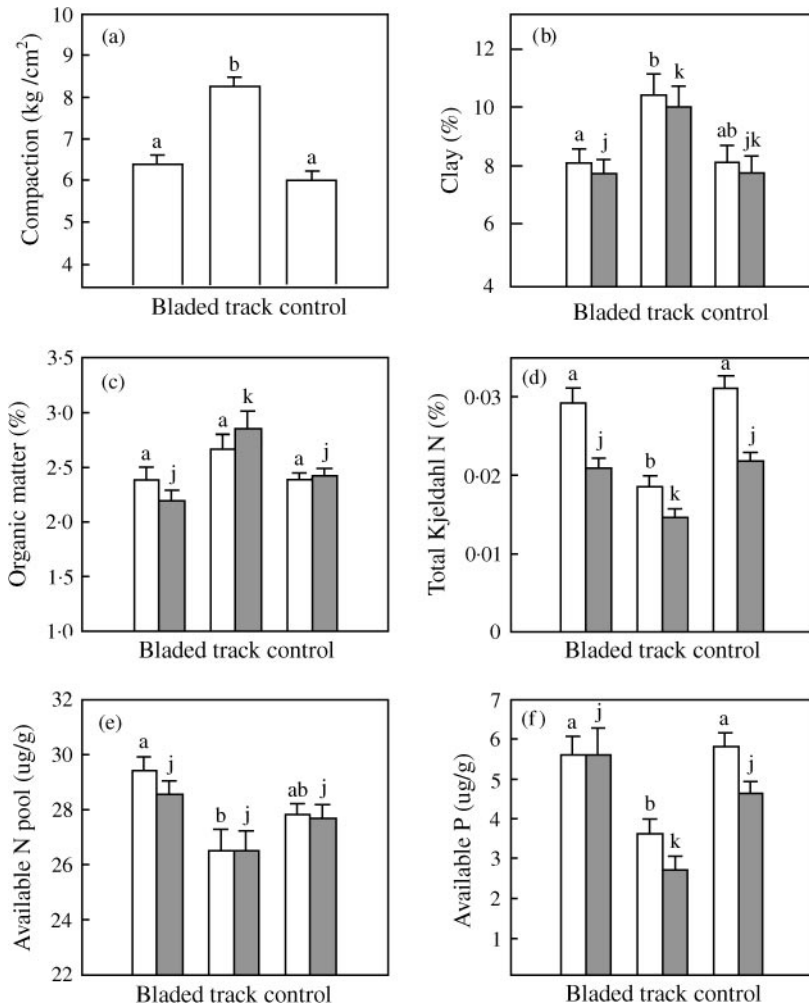 (a)
Compaction (kg /cm²)
10
9
8
7
6
5
4
a
b
a
Bladed track control
(b)
Clay (%)
12
10
8
6
4
a
j
b
k
ab
jk
Bladed track control
(c)
Organic matter (%)
3·5
3·0
2·5
2·0
1·5
1·0
a
j
a
k
a
j
Bladed track control
(d)
Total Kjeldahl N (%)
0·03
0·02
0·01
0
a
j
b
k
a
j
Bladed track control
(e)
Available N pool (ug/g)
32
30
28
26
24
22
a
j
b
j
ab
j
Bladed track control
(f)
Available P (ug/g)
7
6
5
4
3
2
1
a
j
b
k
a
j
Bladed track control